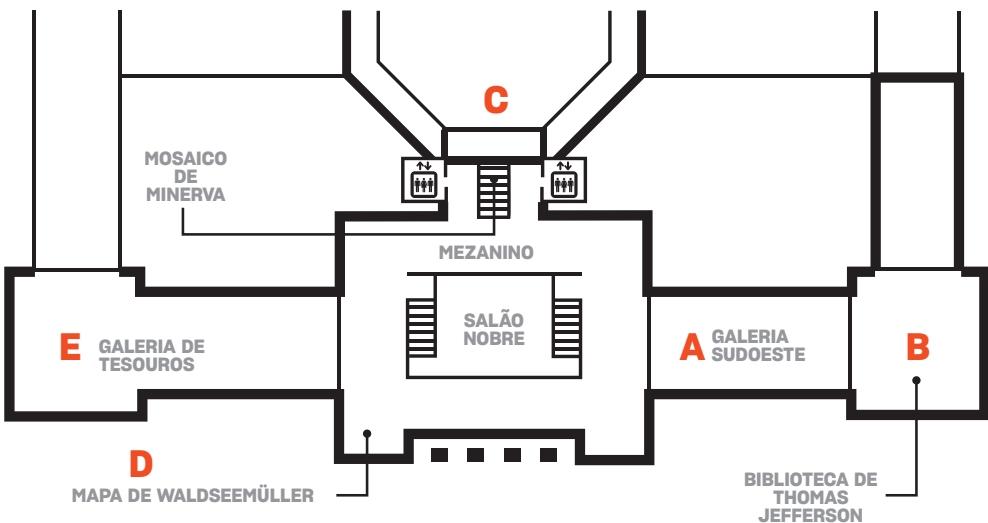 C
MOSAICO
DE
MINERVA
MEZANINO
SALÃO
NOBRE
E
GALERIA DE
TESOUROS
A
GALERIA
SUDOESTE
B
D
MAPA DE WALDSEEMÜLLER
BIBLIOTECA DE
THOMAS
JEFFERSON